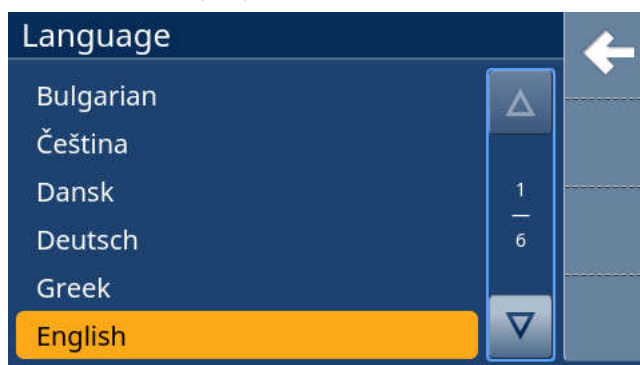 Language
Bulgarian
Čeština
Dansk
Deutsch
Greek
English
1
6